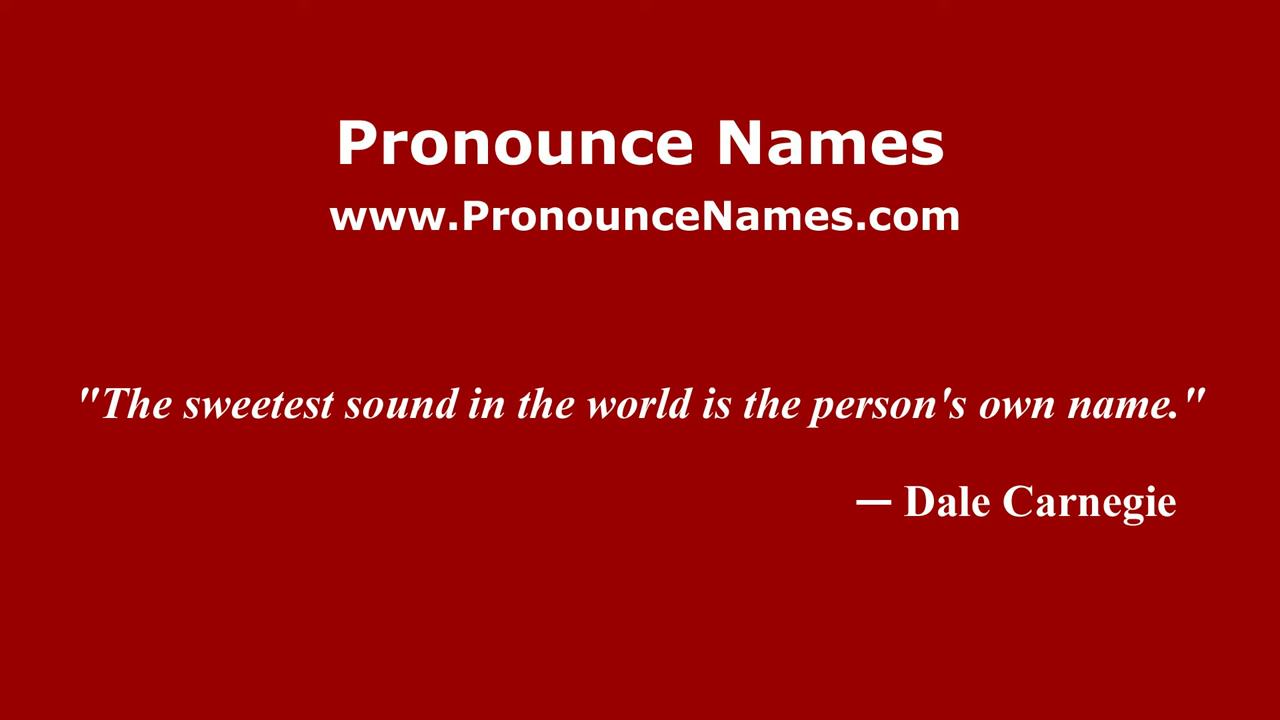 Pronounce Names
www.PronounceNames.com
"The sweetest sound in the world is the person's own name."
— Dale Carnegie